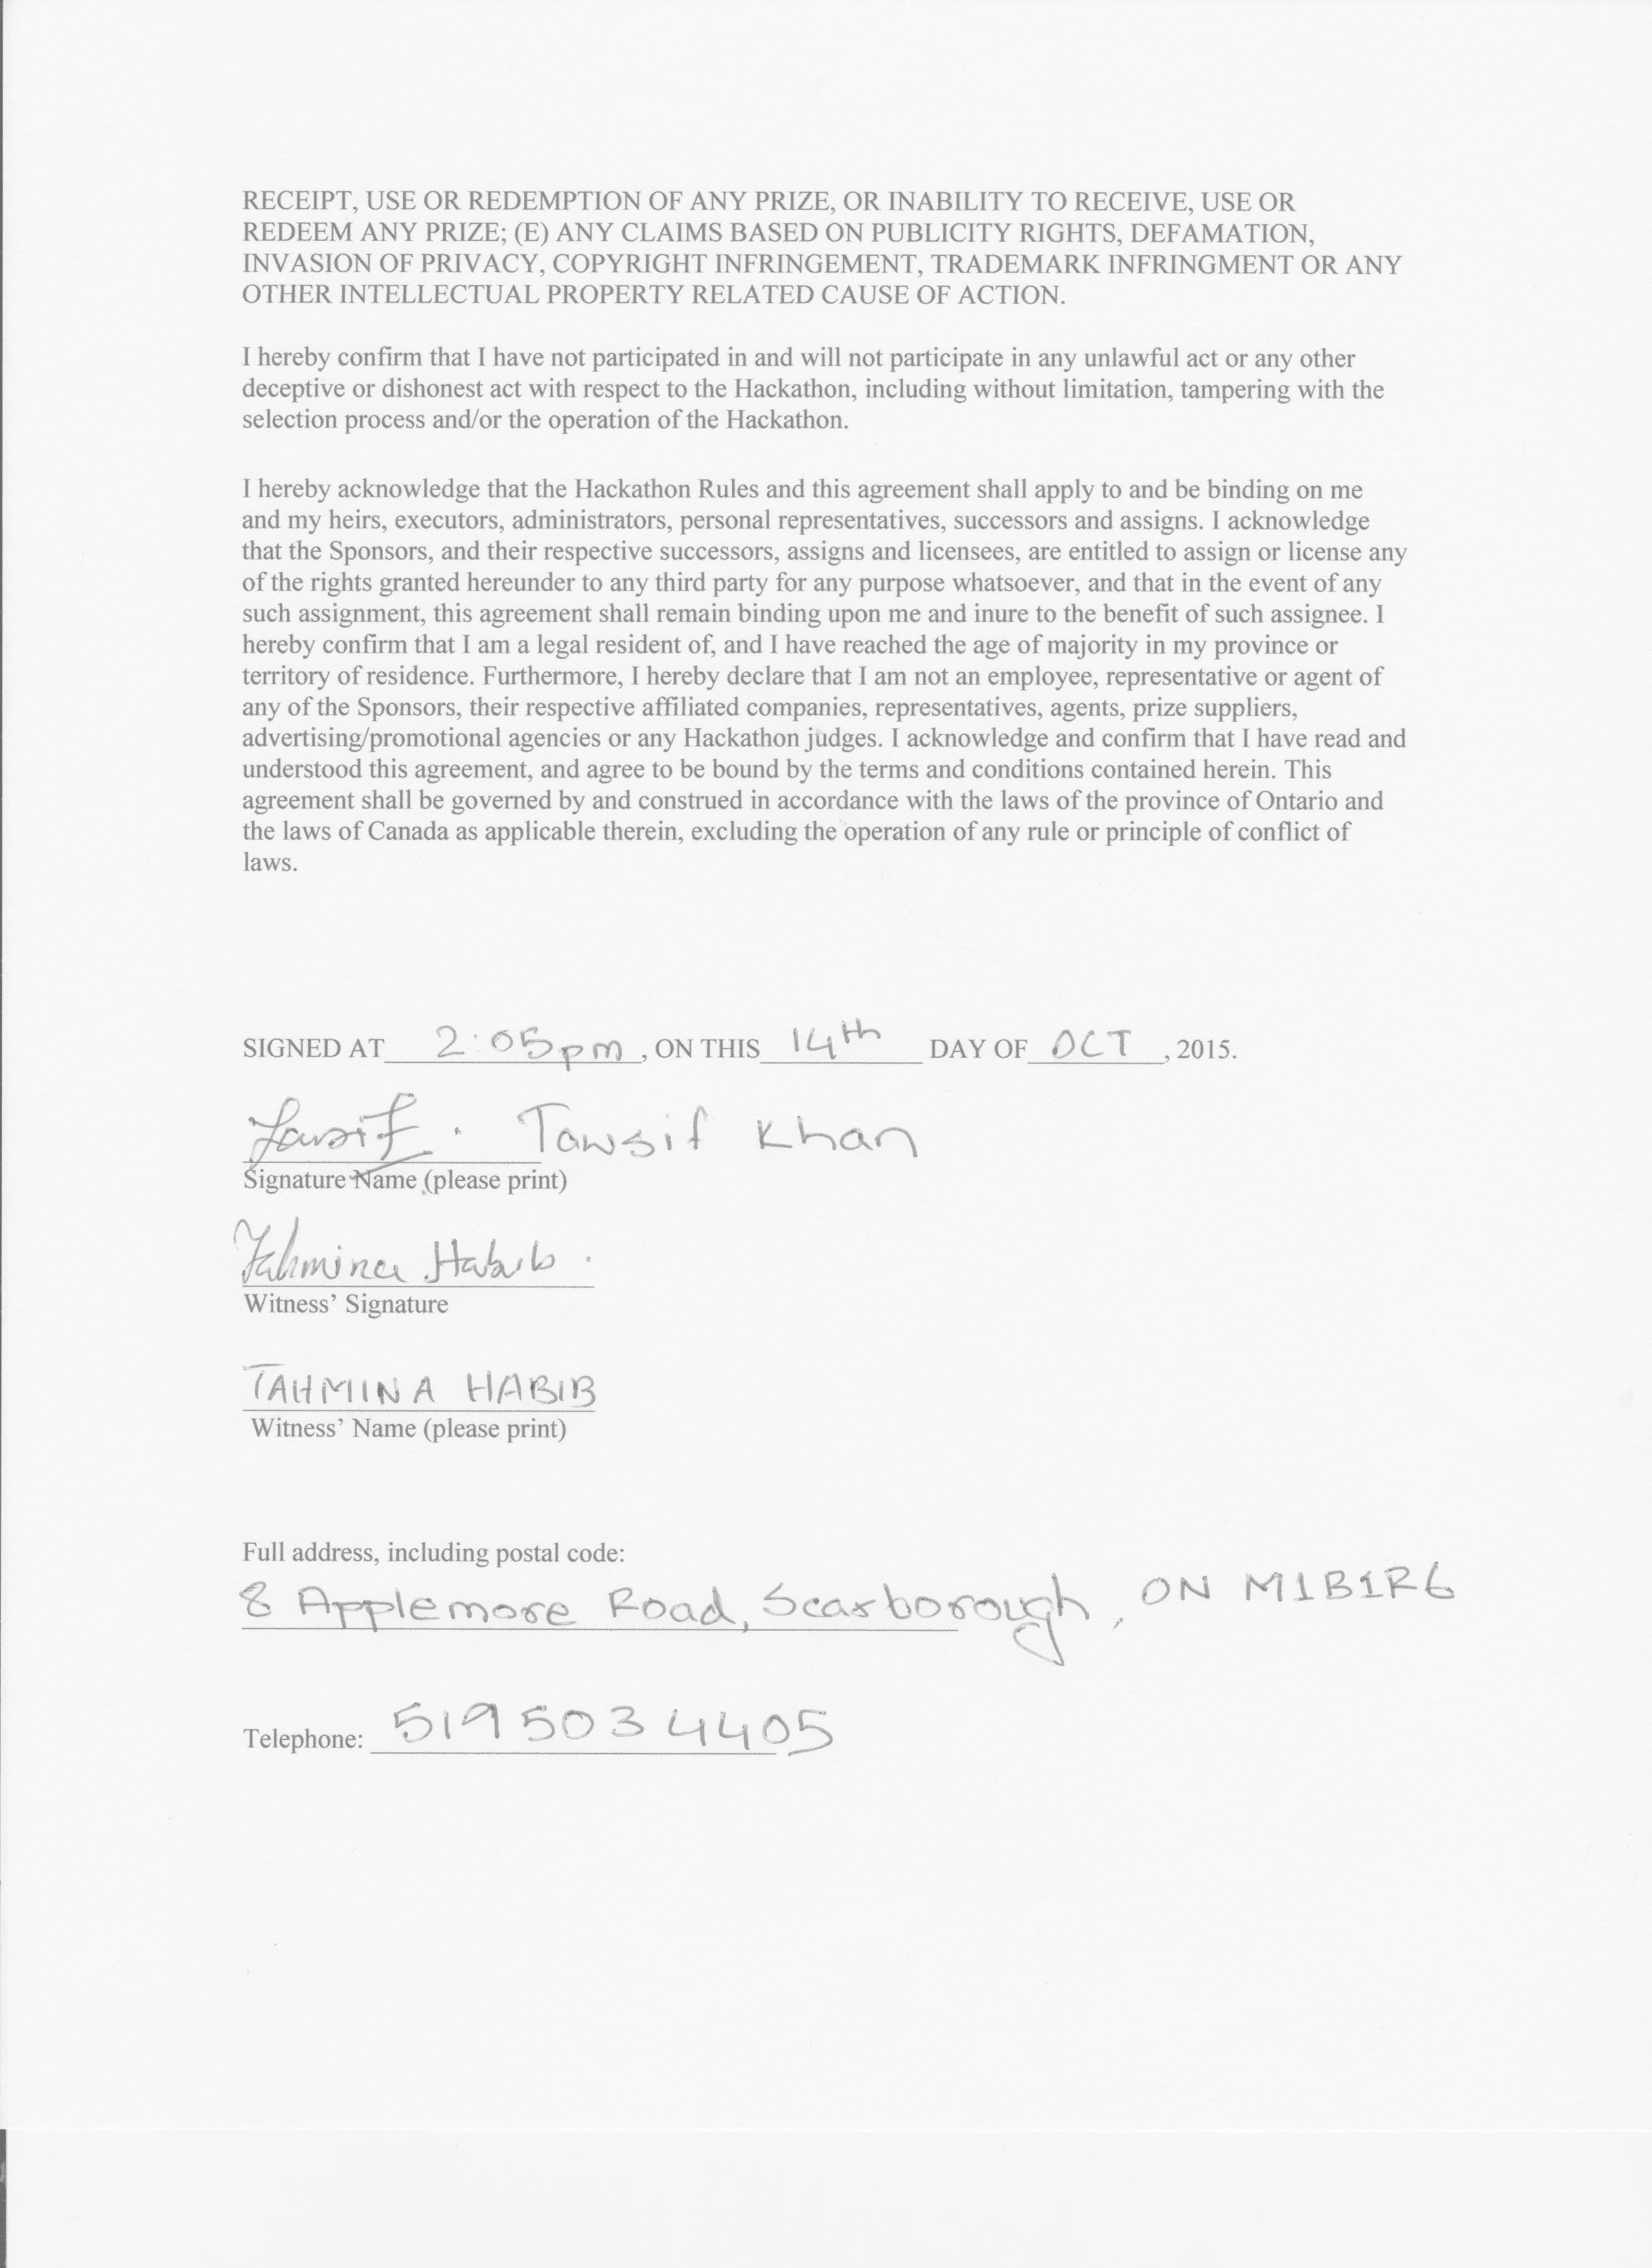 RECEIPT, USE OR REDEMPTION OF ANY PRIZE, OR INABILITY TO RECEIVE, USE OR
REDEEM ANY PRIZE; (E) ANY CLAIMS BASED ON PUBLICITY RIGHTS, DEFAMATION,
INVASION OF PRIVACY, COPYRIGHT INFRINGEMENT, TRADEMARK INFRINGMENT OR ANY
OTHER INTELLECTUAL PROPERTY RELATED CAUSE OF ACTION.
I hereby confirm that I have not participated in and will not participate in any unlawful act or any other
deceptive or dishonest act with respect to the Hackathon, including without limitation, tampering with the
selection process and/or the operation of the Hackathon.
I hereby acknowledge that the Hackathon Rules and this agreement shall apply to and be binding on me
and my heirs, executors, administrators, personal representatives, successors and assigns. I acknowledge
that the Sponsors, and their respective successors, assigns and licensees, are entitled to assign or license any
of the rights granted hereunder to any third party for any purpose whatsoever, and that in the event of any
such assignment, this agreement shall remain binding upon me and inure to the benefit of such assignee. I
hereby confirm that I am a legal resident of, and I have reached the age of majority in my province or
territory of residence. Furthermore, I hereby declare that I am not an employee, representative or agent of
any of the Sponsors, their respective affiliated companies, representatives, agents, prize suppliers,
advertising/promotional agencies or any Hackathon judges. I acknowledge and confirm that I have read and
understood this agreement, and agree to be bound by the terms and conditions contained herein. This
agreement shall be governed by and construed in accordance with the laws of the province of Ontario and
the laws of Canada as applicable therein, excluding the operation of any rule or principle of conflict of
laws.
SIGNED AT 2:05pm, ON THIS 14th DAY OF OCT, 2015.
Tawsif. Tawsif Khan
Signature Name (please print)
Tahmina Habib.
Witness' Signature
TAHMINA HABIB
Witness' Name (please print)
Full address, including postal code:
8 Applemore Road, Scarborough, ON M1B1R6
Telephone: 519 503 4405